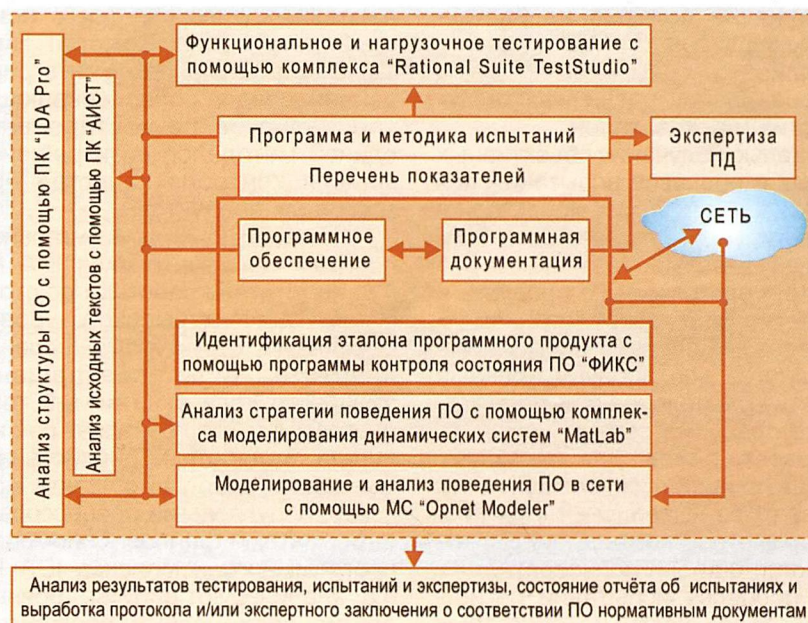 Функциональное и нагрузочное тестирование с
помощью комплекса “Rational Suite TestStudio”
Программа и методика испытаний
Экспертиза
ПД
Перечень показателей
СЕТЬ
Программное
обеспечение
Программная
документация
Идентификация эталона программного продукта с
помощью программы контроля состояния ПО “ФИКС”
Анализ стратегии поведения ПО с помощью комплек-
са моделирования динамических систем “MatLab”
Моделирование и анализ поведения ПО в сети
с помощью МС “Opnet Modeler”
Анализ структуры ПО с помощью ПК “IDA Pro”
Анализ исходных текстов с помощью ПК “АИСТ”
Анализ результатов тестирования, испытаний и экспертизы, состояние отчёта об испытаниях и
выработка протокола и/или экспертного заключения о соответствии ПО нормативным документам